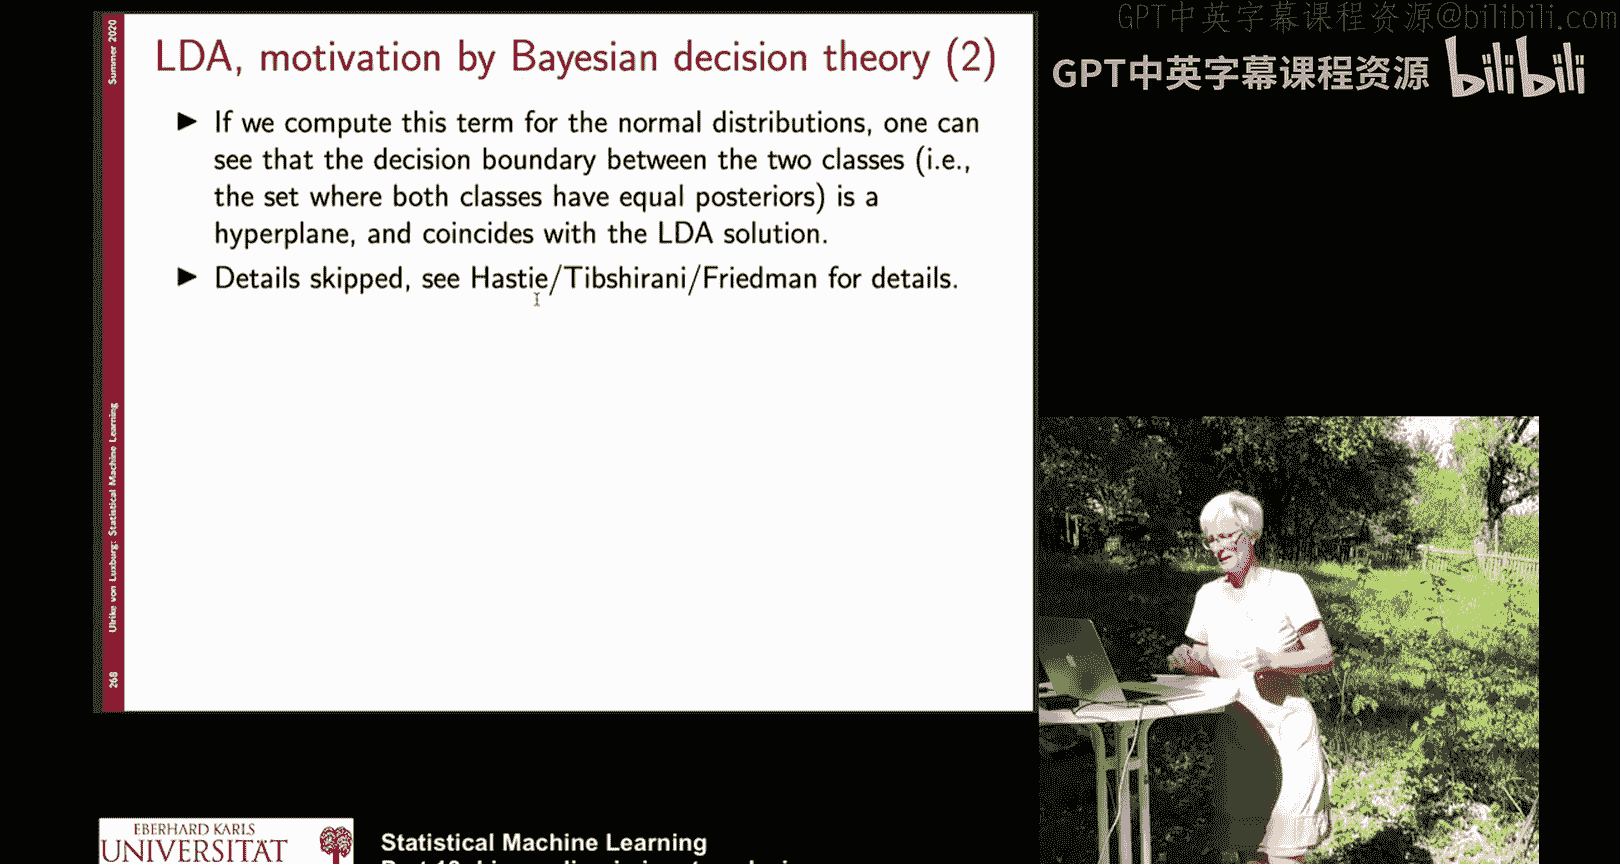 GPT中英字幕课程资源@bilibili.com
GPT中英字幕课程资源 bilibili
Summer 2020
LDA, motivation by Bayesian decision theory (2)
► If we compute this term for the normal distributions, one can
see that the decision boundary between the two classes (i.e.,
the set where both classes have equal posteriors) is a
hyperplane, and coincides with the LDA solution.
► Details skipped, see Hastie/Tibshirani/Friedman for details.
Ulrike von Luxburg: Statistical Machine Learning
268
EBERHARD KARLS
UNIVERSITÄT
Statistical Machine Learning